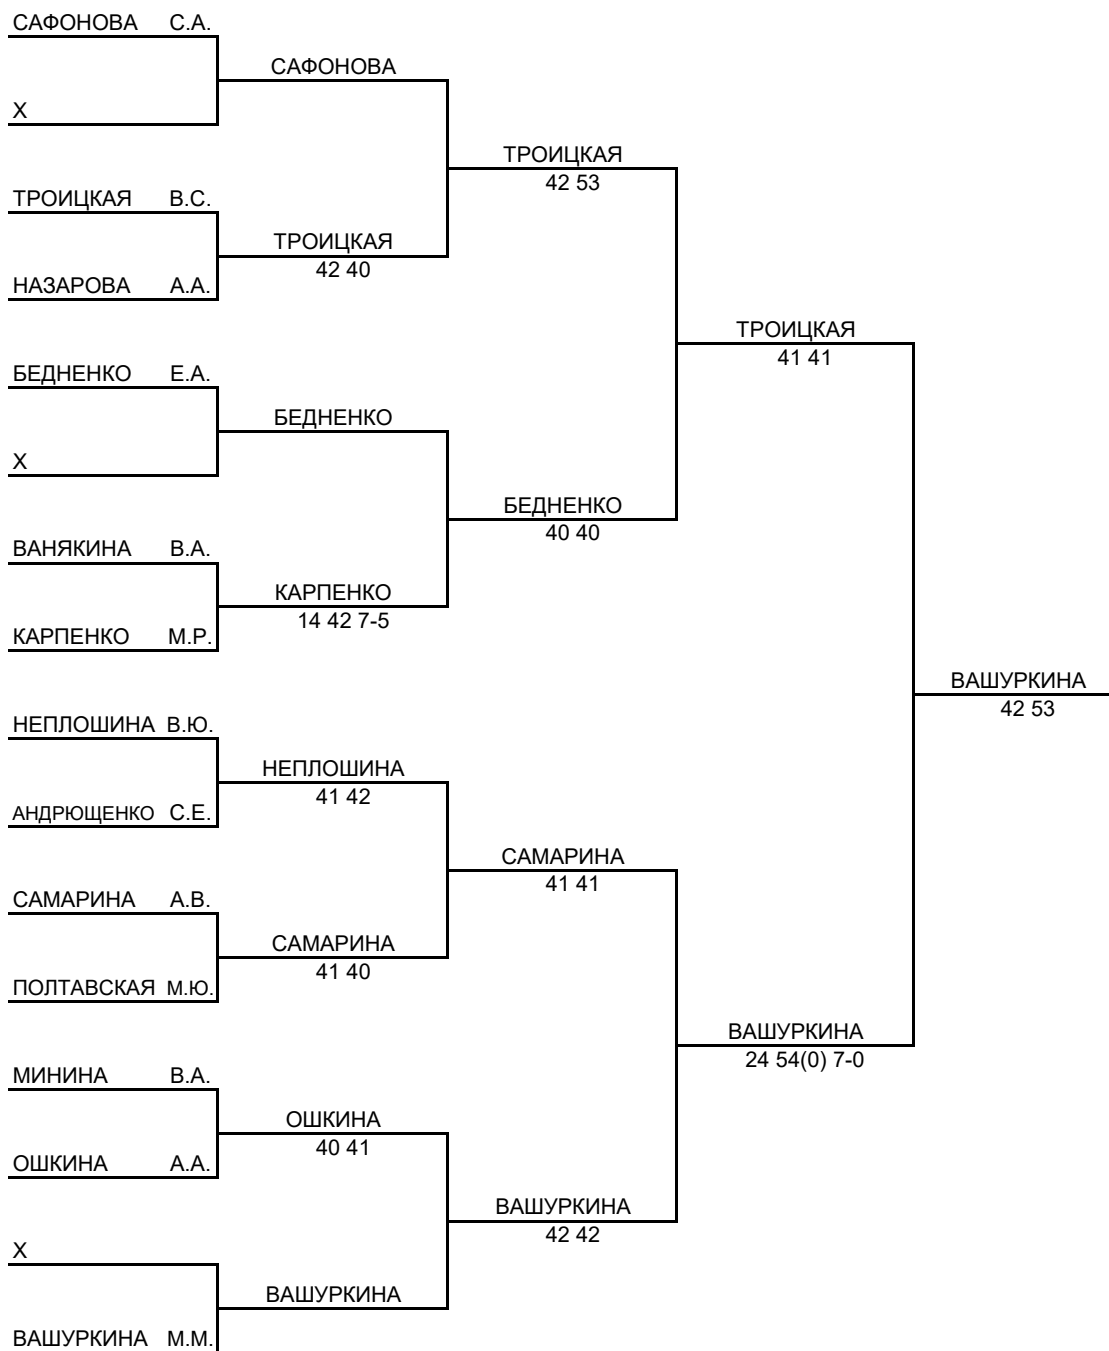 САФОНОВА С.А.
САФОНОВА
Х
ТРОИЦКАЯ
42 53
ТРОИЦКАЯ В.С.
ТРОИЦКАЯ
42 40
НАЗАРОВА А.А.
ТРОИЦКАЯ
41 41
БЕДНЕНКО Е.А.
БЕДНЕНКО
Х
БЕДНЕНКО
40 40
ВАНЯКИНА В.А.
КАРПЕНКО
14 42 7-5
КАРПЕНКО М.Р.
ВАШУРКИНА
42 53
НЕПЛОШИНА В.Ю.
НЕПЛОШИНА
41 42
АНДРЮЩЕНКО С.Е.
САМАРИНА
41 41
САМАРИНА А.В.
САМАРИНА
41 40
ПОЛТАВСКАЯ М.Ю.
ВАШУРКИНА
24 54(0) 7-0
МИНИНА В.А.
ОШКИНА
40 41
ОШКИНА А.А.
ВАШУРКИНА
42 42
Х
ВАШУРКИНА
ВАШУРКИНА М.М.